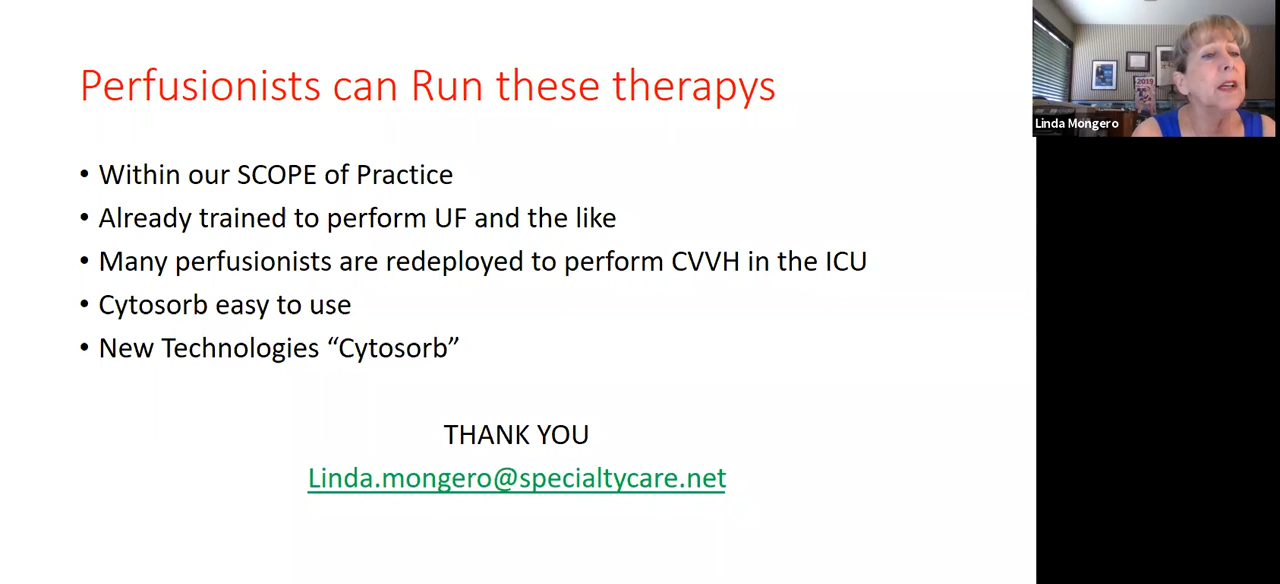 Perfusionists can Run these therapys
• Within our SCOPE of Practice
• Already trained to perform UF and the like
• Many perfusionists are redeployed to perform CVVH in the ICU
• Cytosorb easy to use
• New Technologies “Cytosorb”
THANK YOU
Linda.mongero@specialtycare.net
2019
Linda Mongero